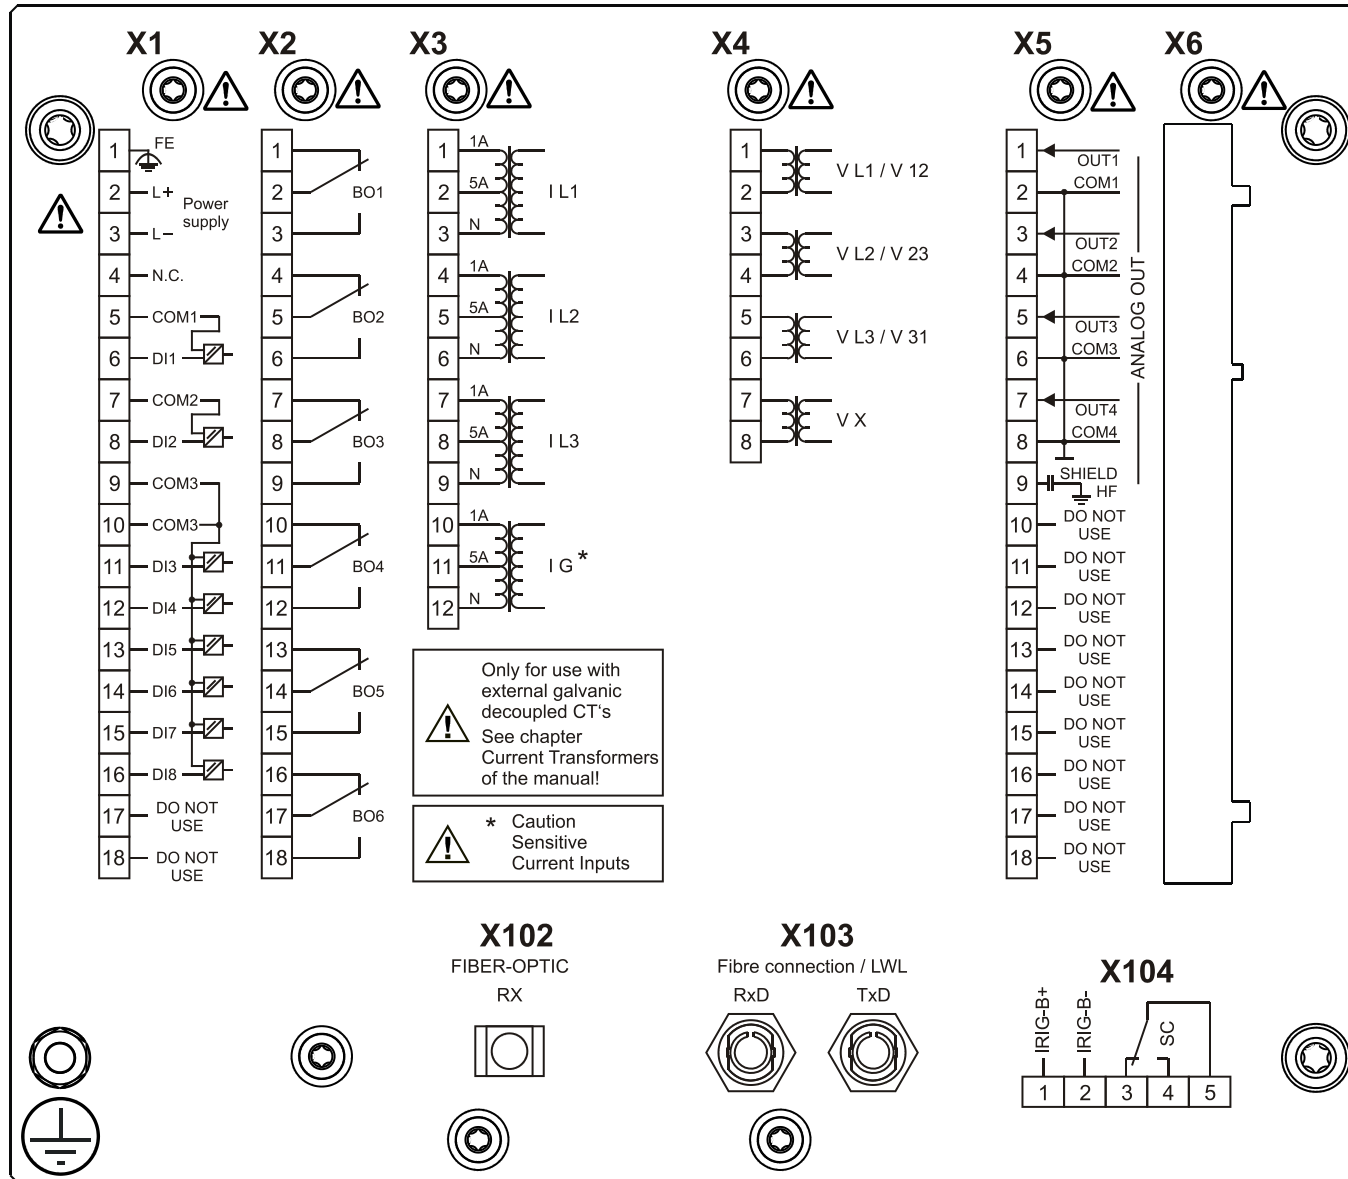 X1
1 FE
2 L+ Power
supply
3 L–
4 N.C.
5 COM1
6 DI1
7 COM2
8 DI2
9 COM3
10 COM3
11 DI3
12 DI4
13 DI5
14 DI6
15 DI7
16 DI8
17 DO NOT
USE
18 DO NOT
USE
X2
1
2 BO1
3
4
5 BO2
6
7
8 BO3
9
10
11 BO4
12
13
14 BO5
15
16
17 BO6
18
X3
1 1A
2 5A I L1
3 N
4 1A
5 5A I L2
6 N
7 1A
8 5A I L3
9 N
10 1A
11 5A I G *
12 N
! Only for use with
external galvanic
decoupled CT‘s
See chapter
Current Transformers
of the manual!
! * Caution
Sensitive
Current Inputs
X4
1
V L1 / V 12
2
3
V L2 / V 23
4
5
V L3 / V 31
6
7
V X
8
X5
1 OUT1
2 COM1
3 OUT2
4 COM2
5 OUT3
6 COM3
7 OUT4
8 COM4
ANALOG OUT
9 SHIELD
HF
10 DO NOT
USE
11 DO NOT
USE
12 DO NOT
USE
13 DO NOT
USE
14 DO NOT
USE
15 DO NOT
USE
16 DO NOT
USE
17 DO NOT
USE
18 DO NOT
USE
X6
! ! ! ! ! !
!
X102
FIBER-OPTIC
RX
X103
Fibre connection / LWL
RxD TxD
X104
IRIG-B+
IRIG-B-
SC
1 2 3 4 5